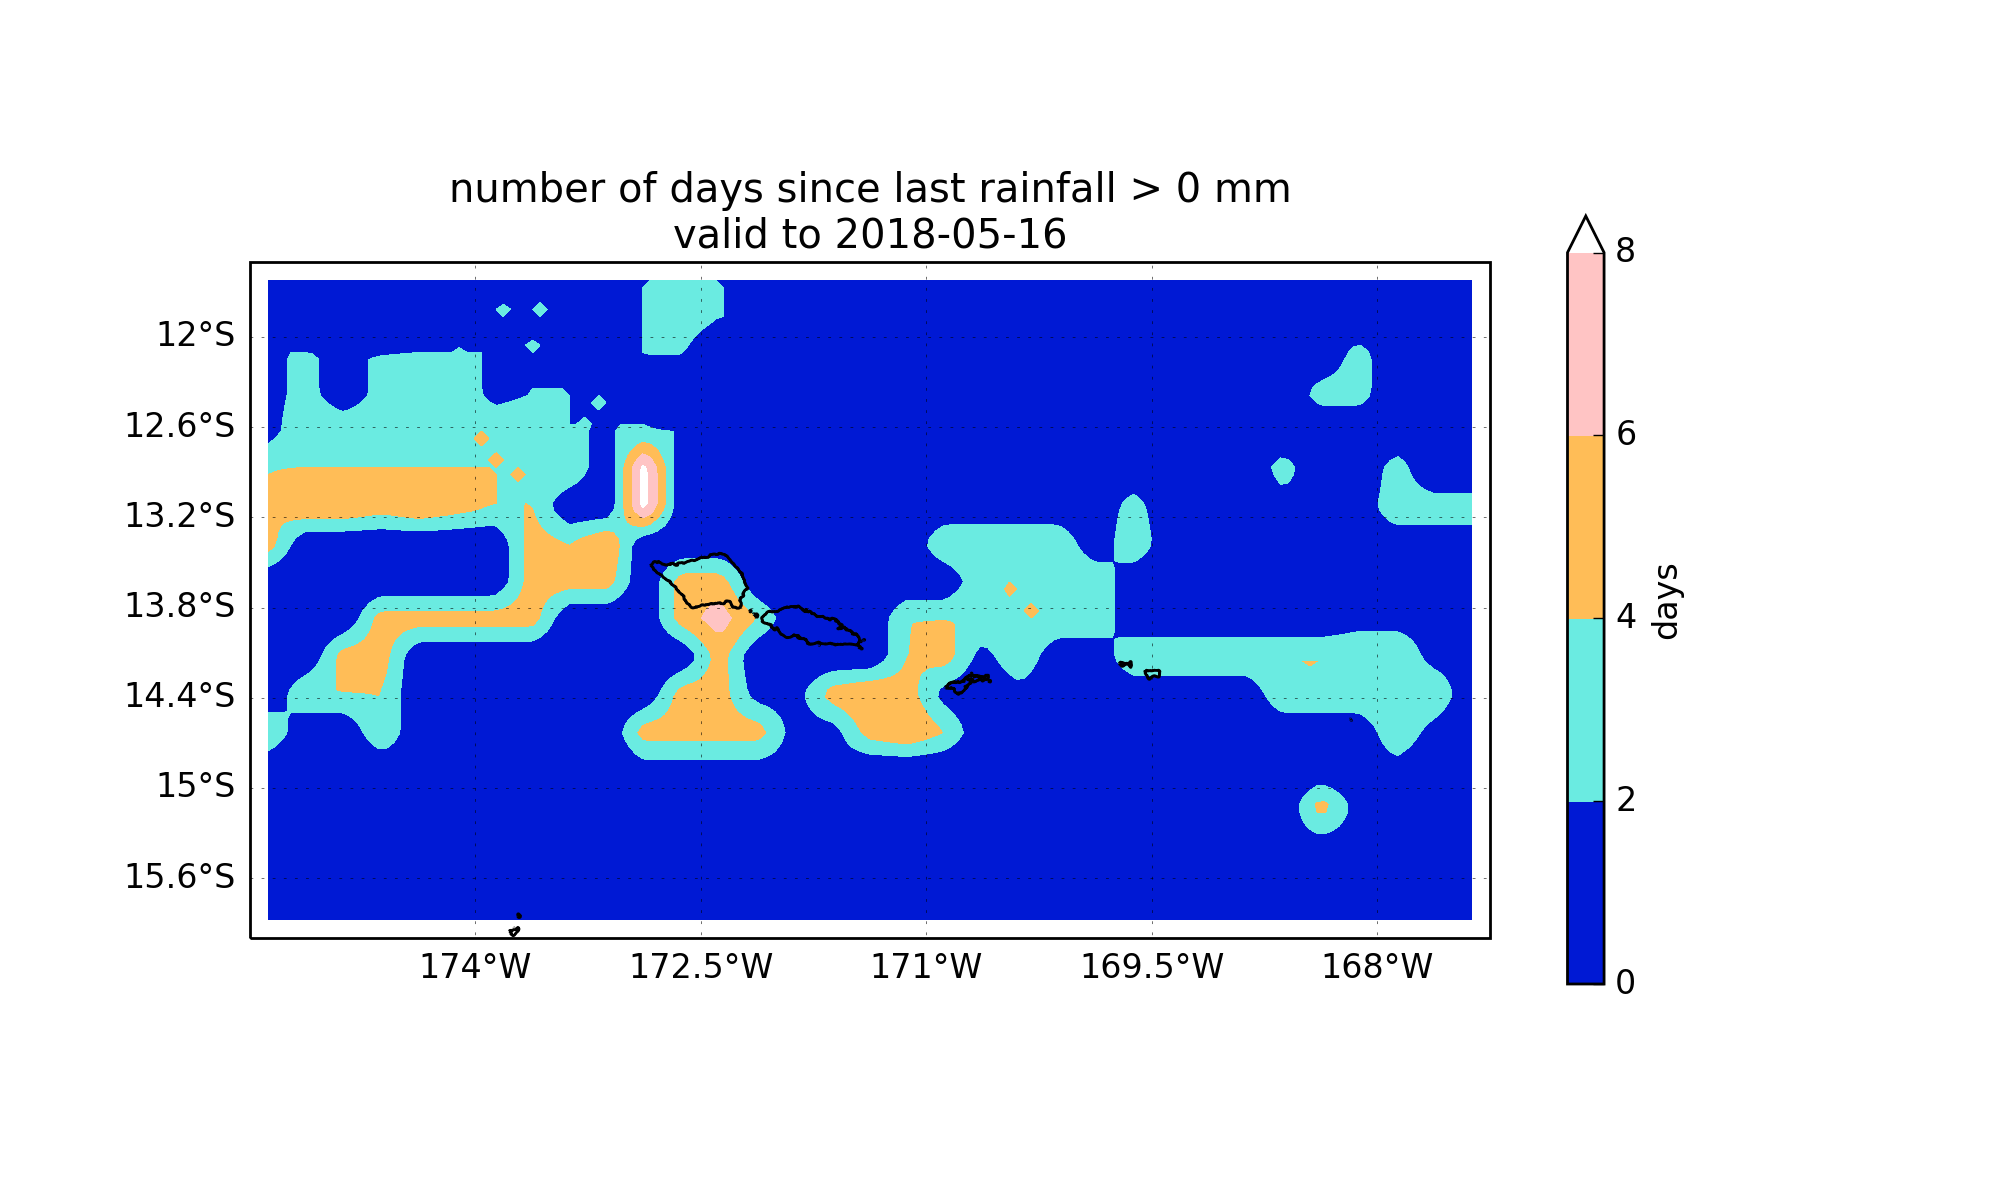 number of days since last rainfall > 0 mm
valid to 2018-05-16
8
12°S
12.6°S
6
13.2°S
13.8°S
4
days
14.4°S
15°S
2
15.6°S
174°W 172.5°W 171°W 169.5°W 168°W
0